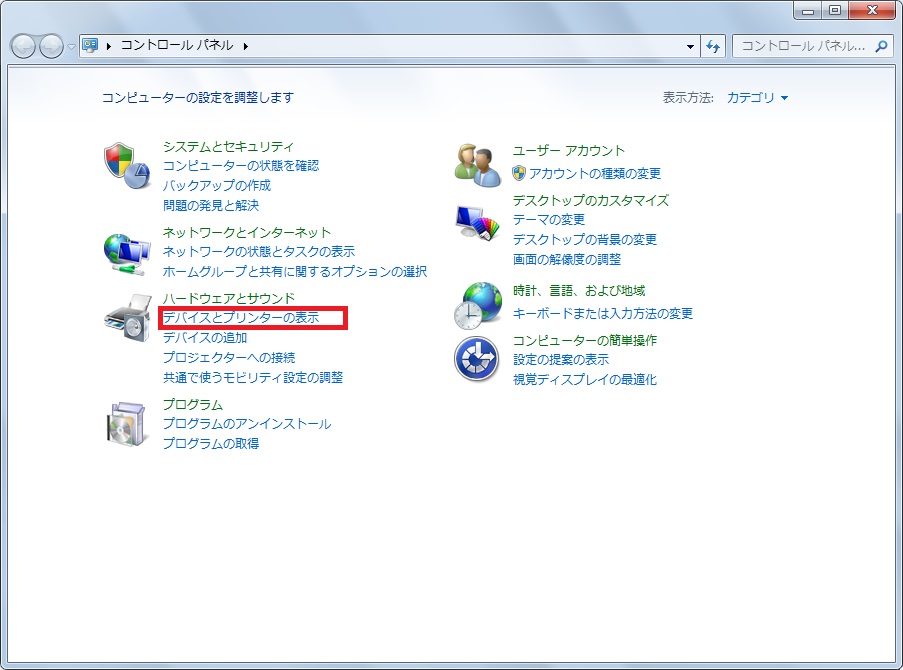 コントロール パネル
コントロール パネル...
コンピューターの設定を調整します
表示方法: カテゴリ
システムとセキュリティ
コンピューターの状態を確認
バックアップの作成
問題の発見と解決
ネットワークとインターネット
ネットワークの状態とタスクの表示
ホームグループと共有に関するオプションの選択
ハードウェアとサウンド
デバイスとプリンターの表示
デバイスの追加
プロジェクターへの接続
共通で使うモビリティ設定の調整
プログラム
プログラムのアンインストール
プログラムの取得
ユーザー アカウント
アカウントの種類の変更
デスクトップのカスタマイズ
テーマの変更
デスクトップの背景の変更
画面の解像度の調整
時計、言語、および地域
キーボードまたは入力方法の変更
コンピューターの簡単操作
設定の提案の表示
視覚ディスプレイの最適化